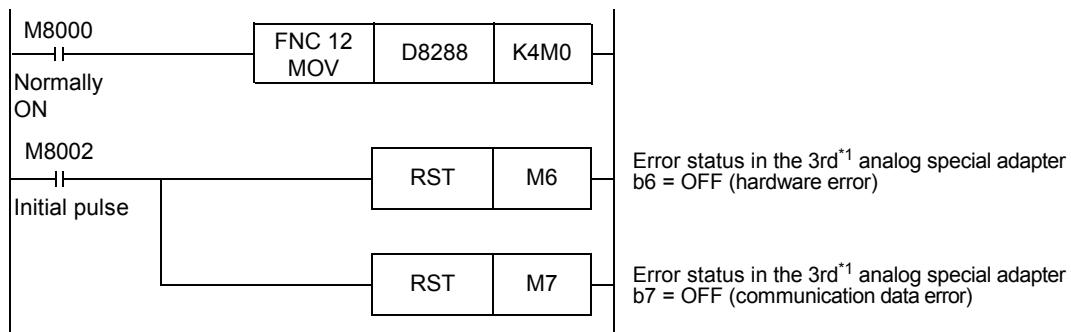 M8000
FNC 12
MOV
D8288
K4M0
Normally
ON
M8002
RST
M6
Error status in the 3rd*1 analog special adapter
b6 = OFF (hardware error)
Initial pulse
RST
M7
Error status in the 3rd*1 analog special adapter
b7 = OFF (communication data error)